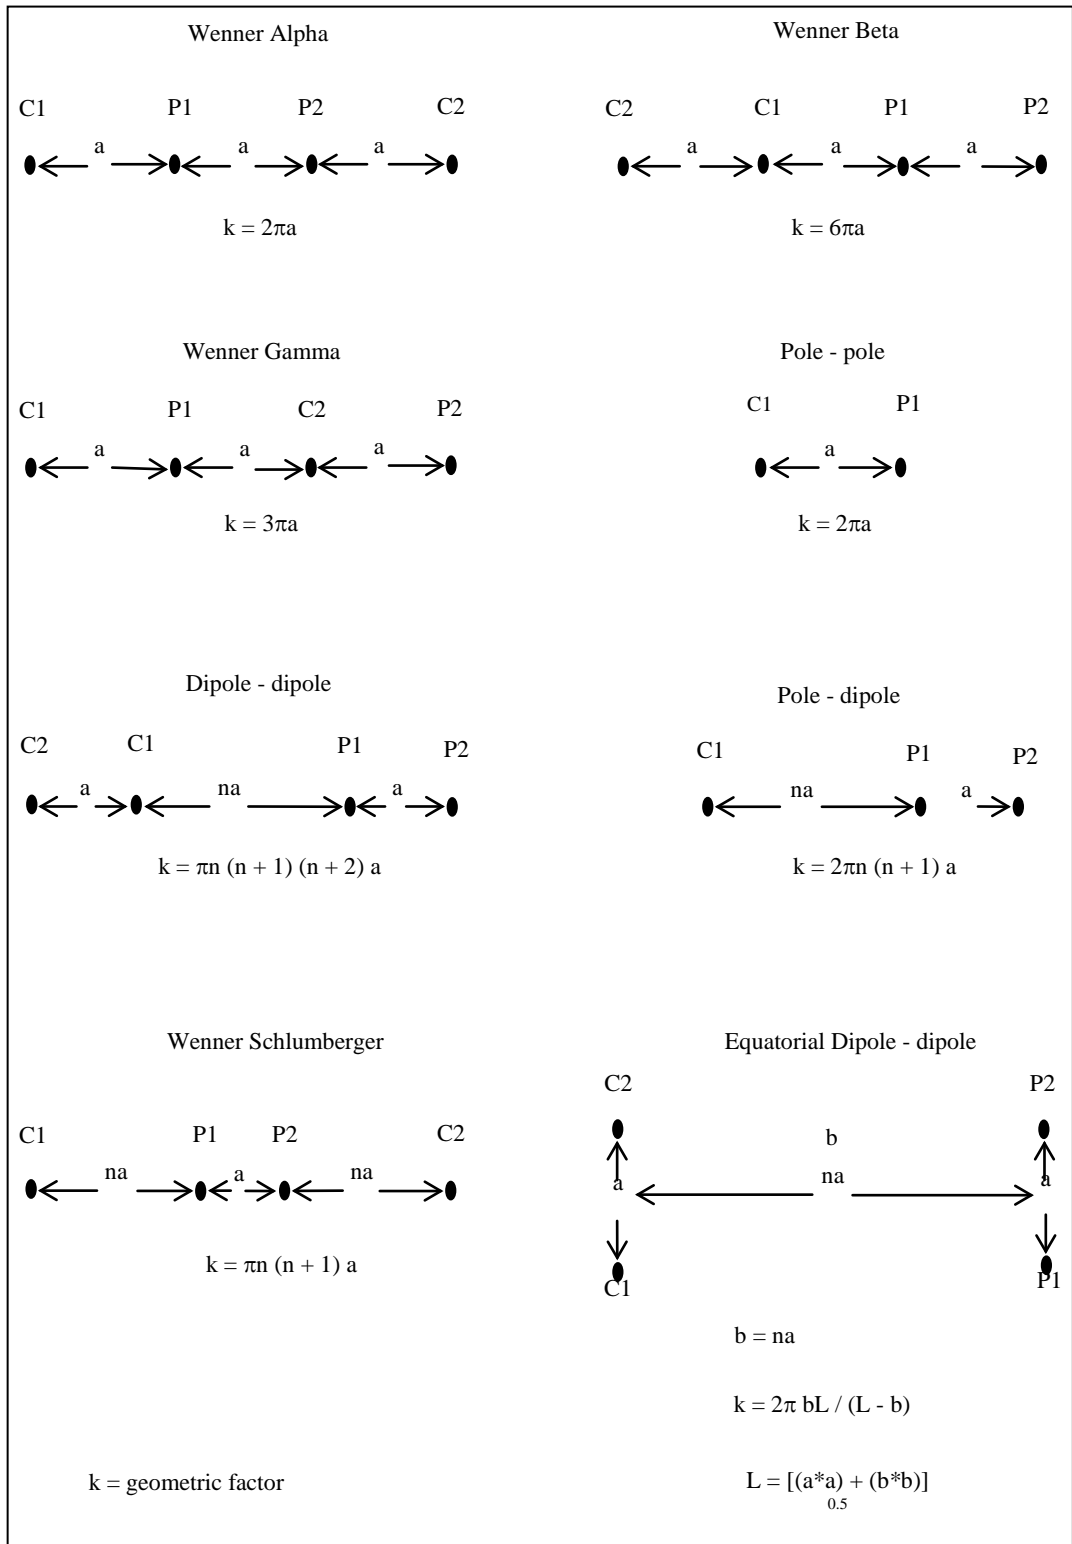 Wenner Alpha
C1 P1 P2 C2
a a a
k = 2πa
Wenner Beta
C2 C1 P1 P2
a a a
k = 6πa
Wenner Gamma
C1 P1 C2 P2
a a a
k = 3πa
Pole - pole
C1 P1
a
k = 2πa
Dipole - dipole
C2 C1 P1 P2
a na a
k = πn (n + 1) (n + 2) a
Pole - dipole
C1 P1 P2
na a
k = 2πn (n + 1) a
Wenner Schlumberger
C1 P1 P2 C2
na a na
k = πn (n + 1) a
Equatorial Dipole - dipole
C2 P2
b
a na a
C1 P1
b = na
k = 2π bL / (L - b)
L = [(a*a) + (b*b)]
0.5
k = geometric factor